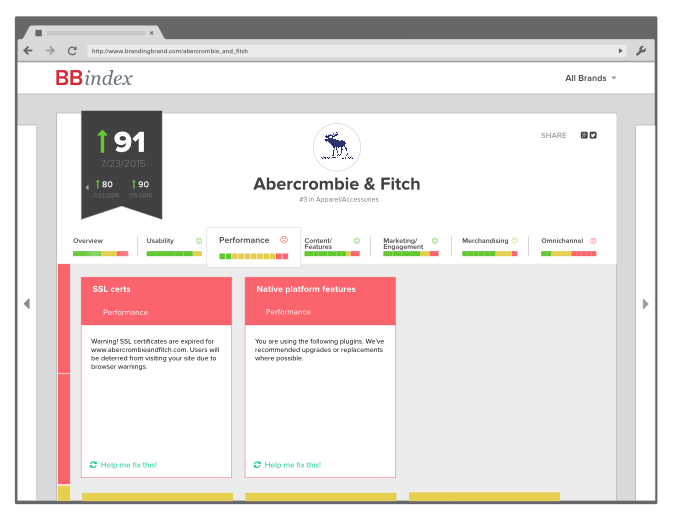 http://www.brandingbrand.com/abercrombie_and_fitch
BBindex
All Brands
91
7/23/2015
80
90
7/22/2015
SHARE
Abercrombie & Fitch
#3 in Apparel/Accessories
Overview
Usability
Performance
Content/
Features
Marketing/
Engagement
Merchandising
Omnichannel
SSL certs
Performance
Warning! SSL certificates are expired for
www.abercrombieandfitch.com. Users will
be deterred from visiting your site due to
browser warnings.
Help me fix this!
Native platform features
Performance
You are using the following plugins. We've
recommended upgrades or replacements
where possible.
Help me fix this!